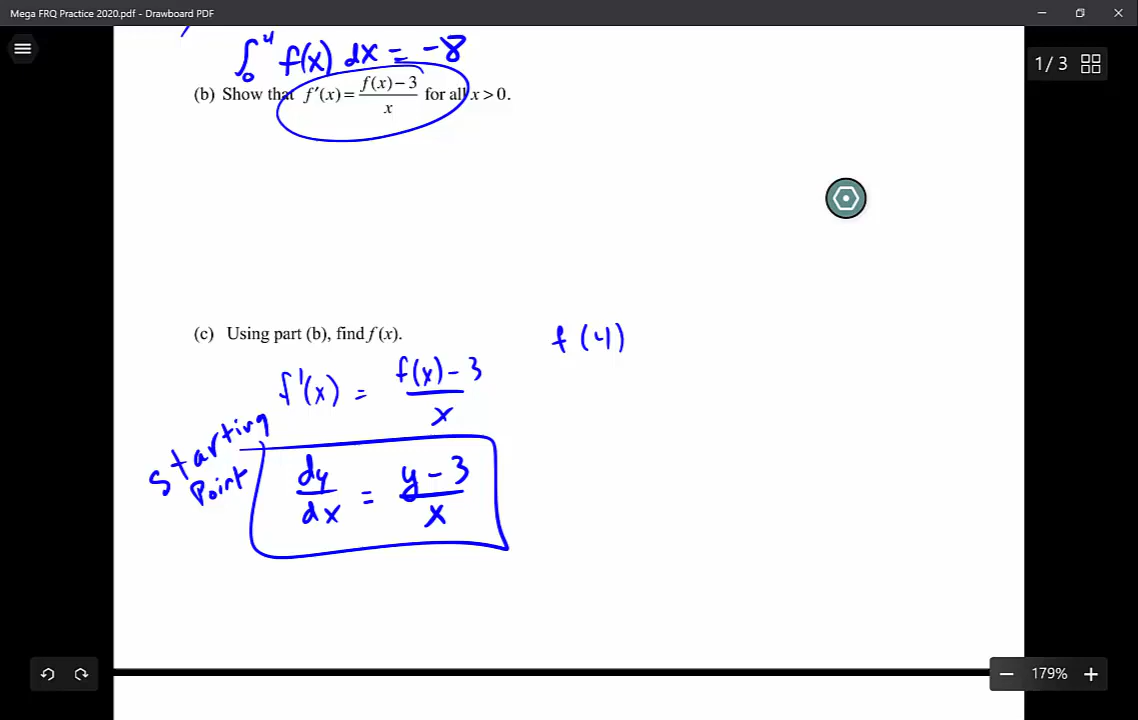 Mega FRQ Practice 2020.pdf - Drawboard PDF
1 / 3
∫₀⁴ f(x) dx = -8
(b) Show that f′(x) = (f(x) − 3)/x for all x > 0.
(c) Using part (b), find f (x).
f (4)
f'(x) = (f(x) - 3)/x
Starting
Point
dy/dx = (y - 3)/x
179%